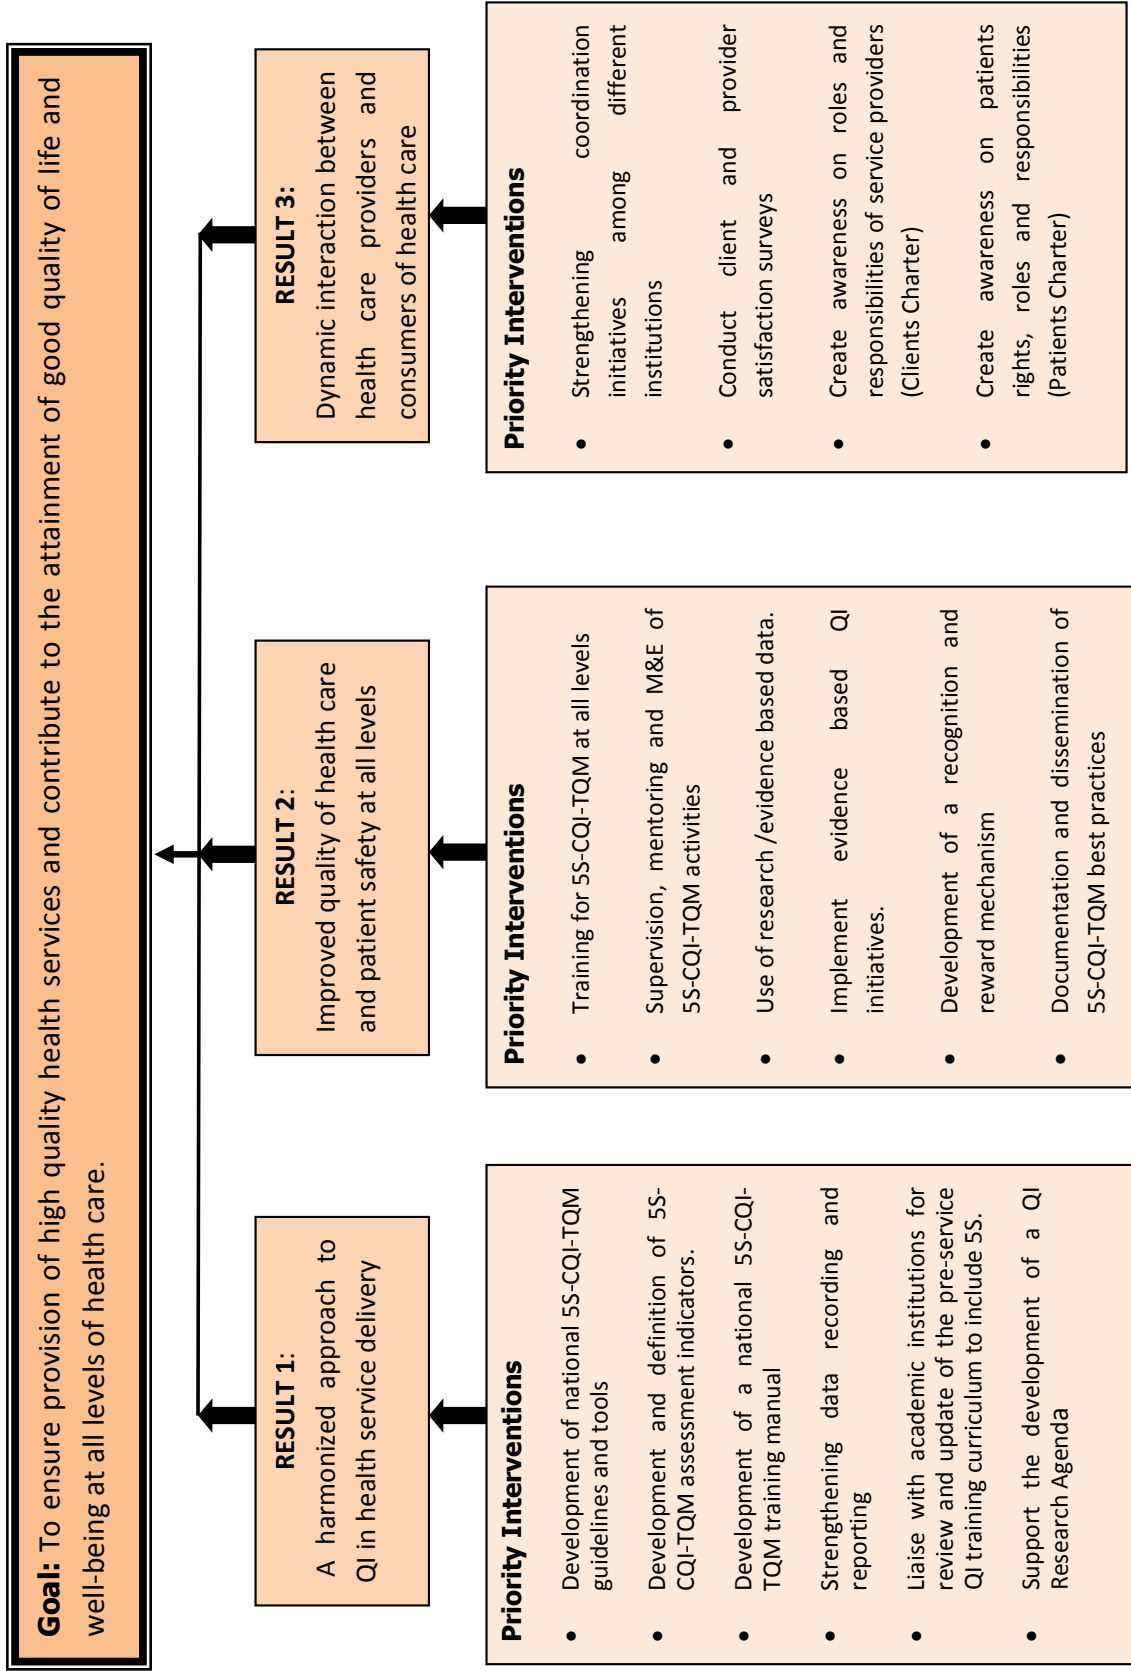 Goal: To ensure provision of high quality health services and contribute to the attainment of good quality of life and
well-being at all levels of health care.
RESULT 1:
A harmonized approach to
QI in health service delivery
Priority Interventions
• Development of national 5S-CQI-TQM
guidelines and tools
• Development and definition of 5S-
CQI-TQM assessment indicators.
• Development of a national 5S-CQI-
TQM training manual
• Strengthening data recording and
reporting
• Liaise with academic institutions for
review and update of the pre-service
QI training curriculum to include 5S.
• Support the development of a QI
Research Agenda
RESULT 2:
Improved quality of health care
and patient safety at all levels
Priority Interventions
• Training for 5S-CQI-TQM at all levels
• Supervision, mentoring and M&E of
5S-CQI-TQM activities
• Use of research /evidence based data.
• Implement evidence based QI
initiatives.
• Development of a recognition and
reward mechanism
• Documentation and dissemination of
5S-CQI-TQM best practices
RESULT 3:
Dynamic interaction between
health care providers and
consumers of health care
Priority Interventions
• Strengthening coordination
initiatives among different
institutions
• Conduct client and provider
satisfaction surveys
• Create awareness on roles and
responsibilities of service providers
(Clients Charter)
• Create awareness on patients
rights, roles and responsibilities
(Patients Charter)